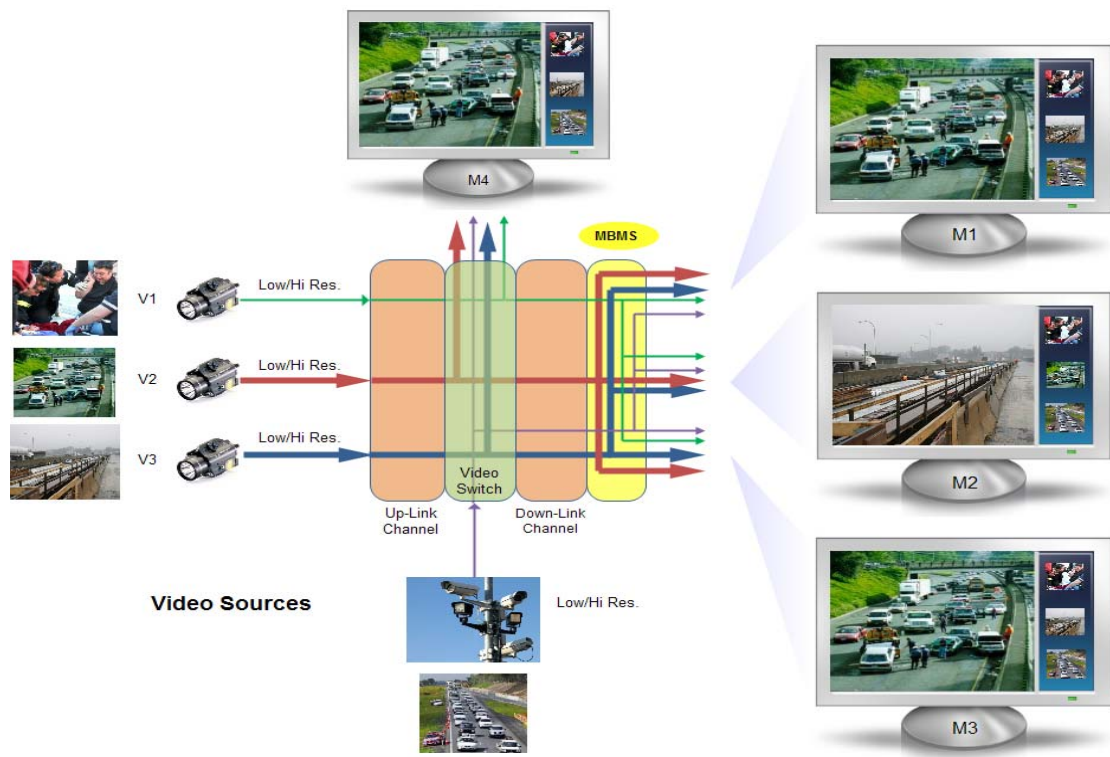 M4
M1
MBMS
V1
Low/Hi Res.
V2
Low/Hi Res.
M2
V3
Low/Hi Res.
Video
Switch
Up-Link
Channel
Down-Link
Channel
Video Sources
Low/Hi Res.
M3